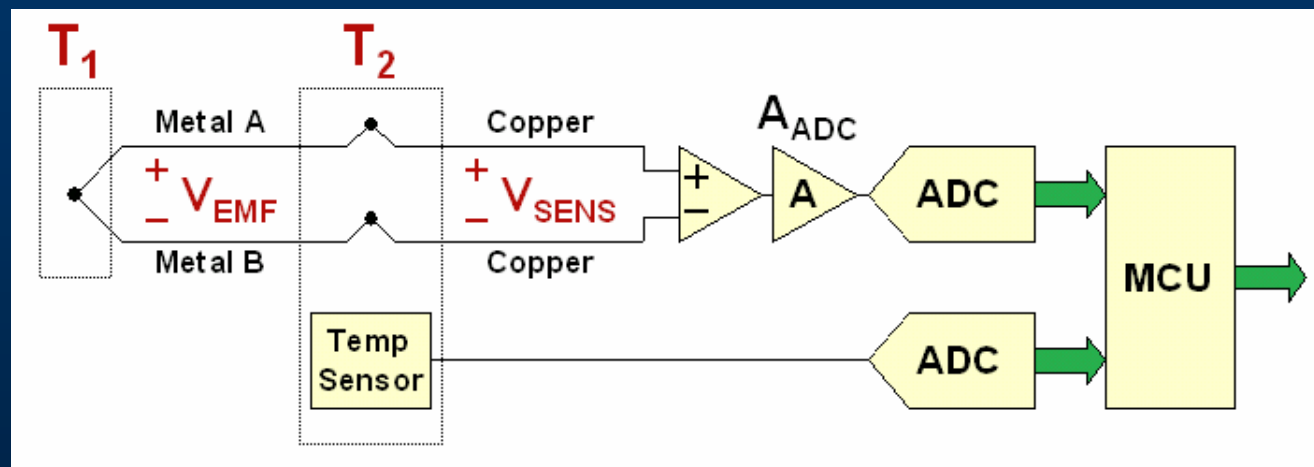 T1
T2
Metal A
Copper
AADC
+
VEMF
−
+
VSENS
−
+
−
A
ADC
Metal B
Copper
MCU
Temp
Sensor
ADC